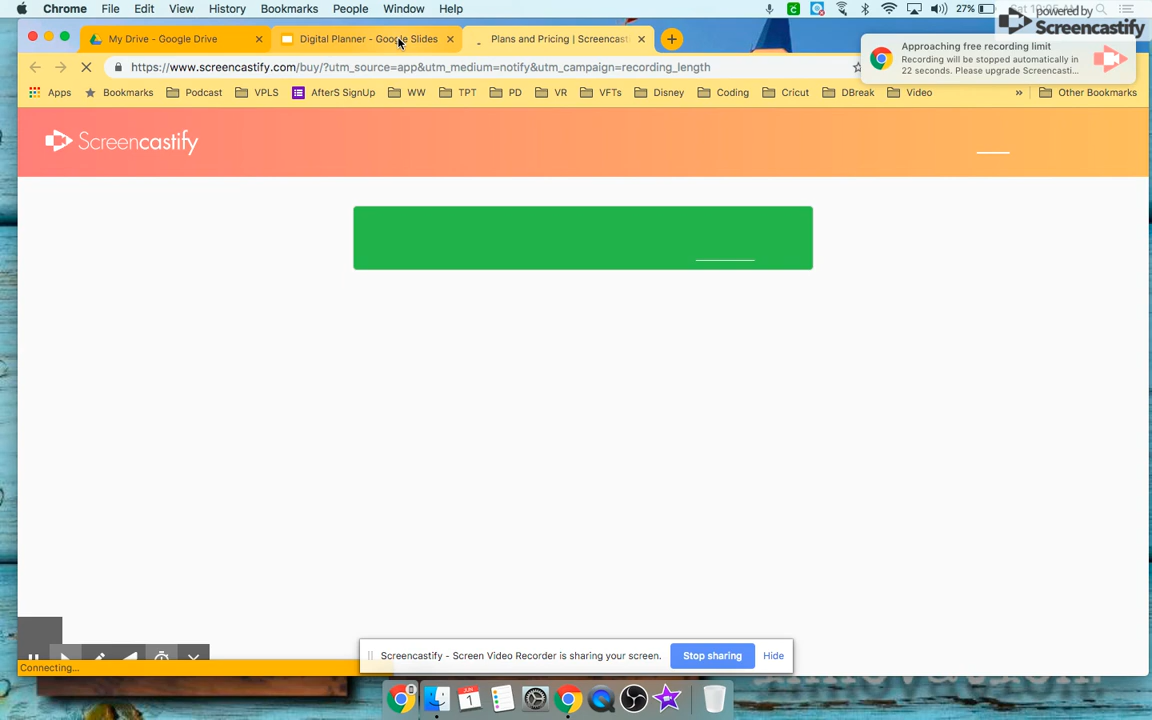 Chrome File Edit View History Bookmarks People Window Help 27%
powered by
Screencastify
My Drive - Google Drive Digital Planner - Google Slides Plans and Pricing | Screencast
Approaching free recording limit
Recording will be stopped automatically in
22 seconds. Please upgrade Screencasti...
https://www.screencastify.com/buy/?utm_source=app&utm_medium=notify&utm_campaign=recording_length
Apps Bookmarks Podcast VPLS AfterS SignUp WW TPT PD VR VFTs Disney Coding Cricut DBreak Video » Other Bookmarks
Screencastify
Screencastify - Screen Video Recorder is sharing your screen. Stop sharing Hide
Connecting...
JUN
1